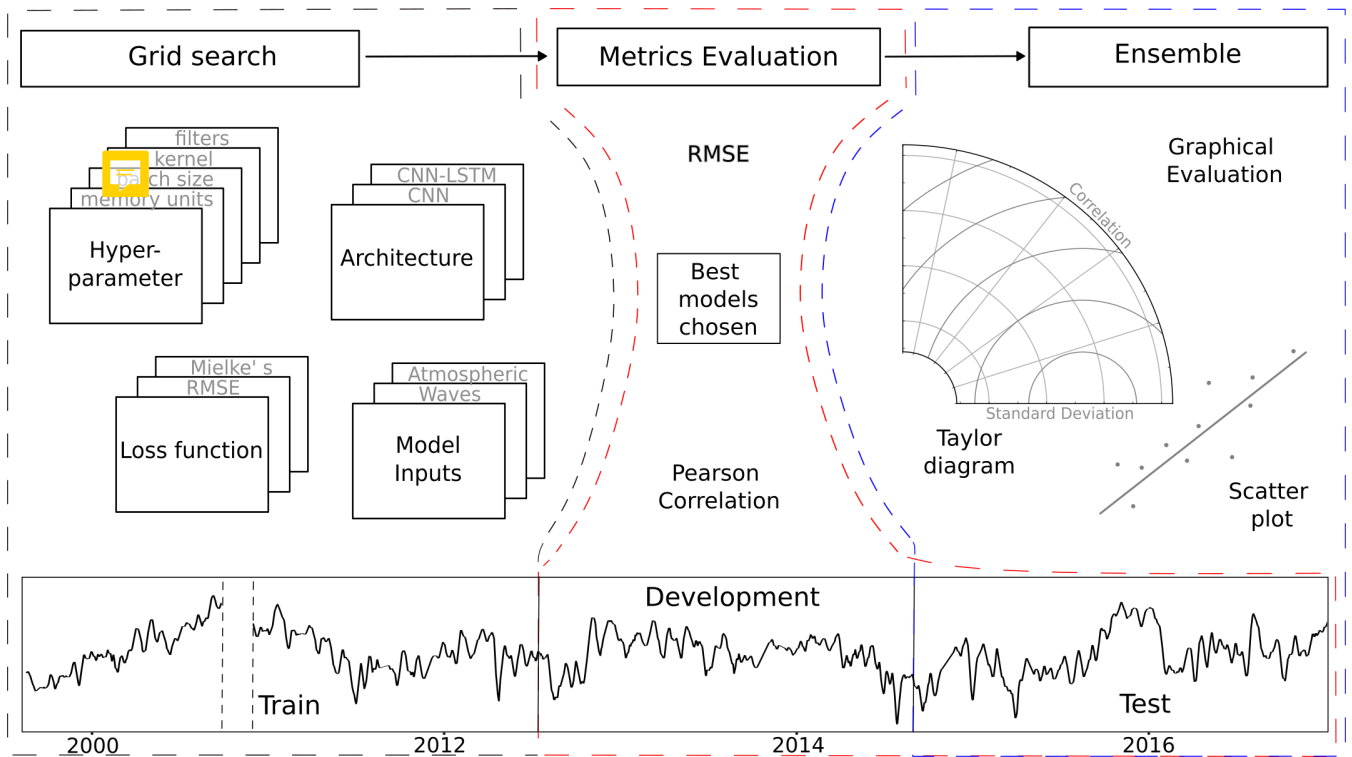 Grid search
Metrics Evaluation
Ensemble
filters
kernel
patch size
memory units
Hyper-
parameter
CNN-LSTM
CNN
Architecture
Mielke' s
RMSE
Loss function
Atmospheric
Waves
Model
Inputs
RMSE
Best
models
chosen
Pearson
Correlation
Graphical
Evaluation
Correlation
Standard Deviation
Taylor
diagram
Scatter
plot
Train
Development
Test
2000
2012
2014
2016